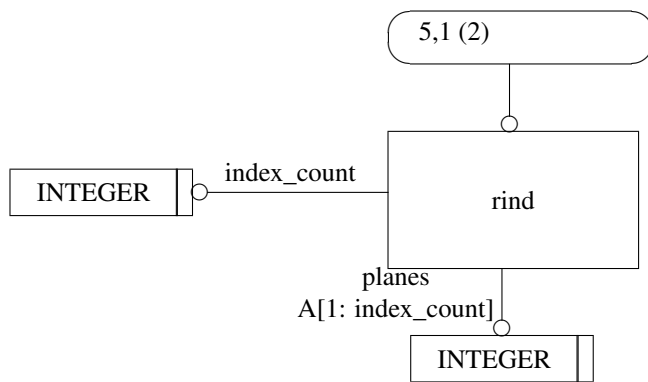 5,1 (2)
index_count
INTEGER
rind
planes
A[1: index_count]
INTEGER